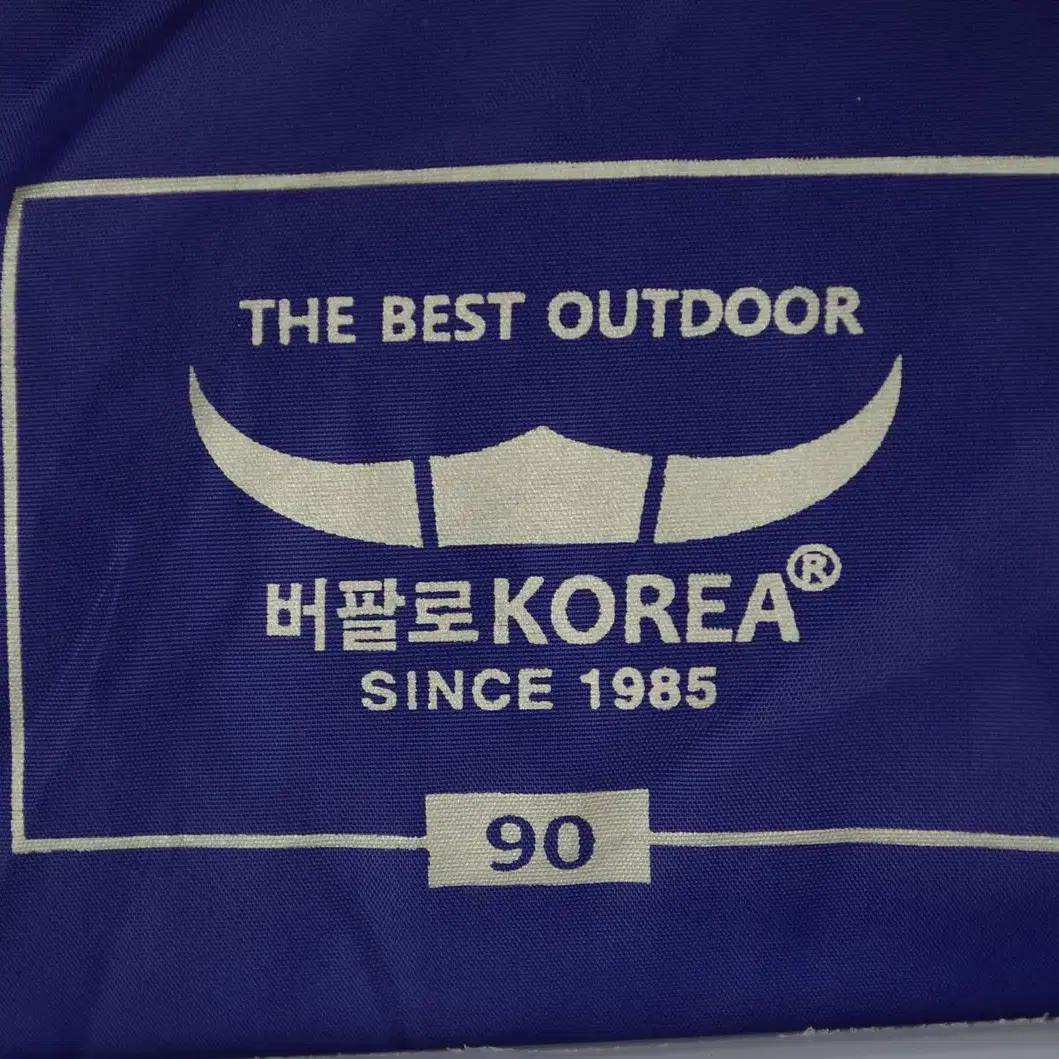 THE BEST OUTDOOR
버팔로KOREA®
SINCE 1985
90